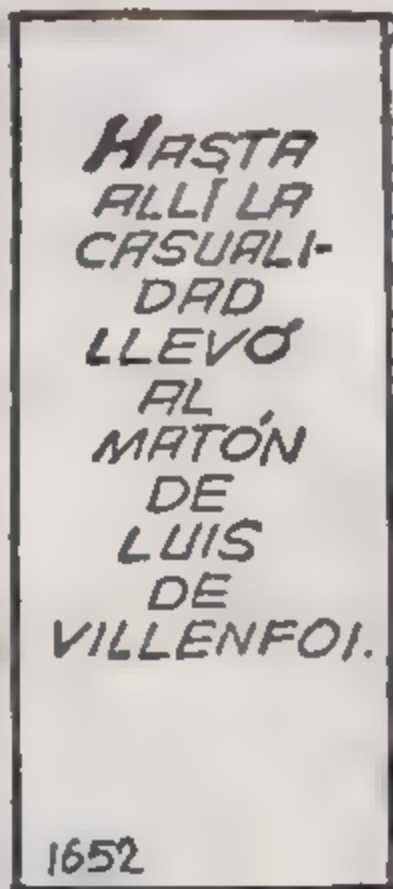 HASTA
ALLÍ LA
CASUALI-
DAD
LLEVÓ
AL
MATÓN
DE
LUIS
DE
VILLENFOI.
1652